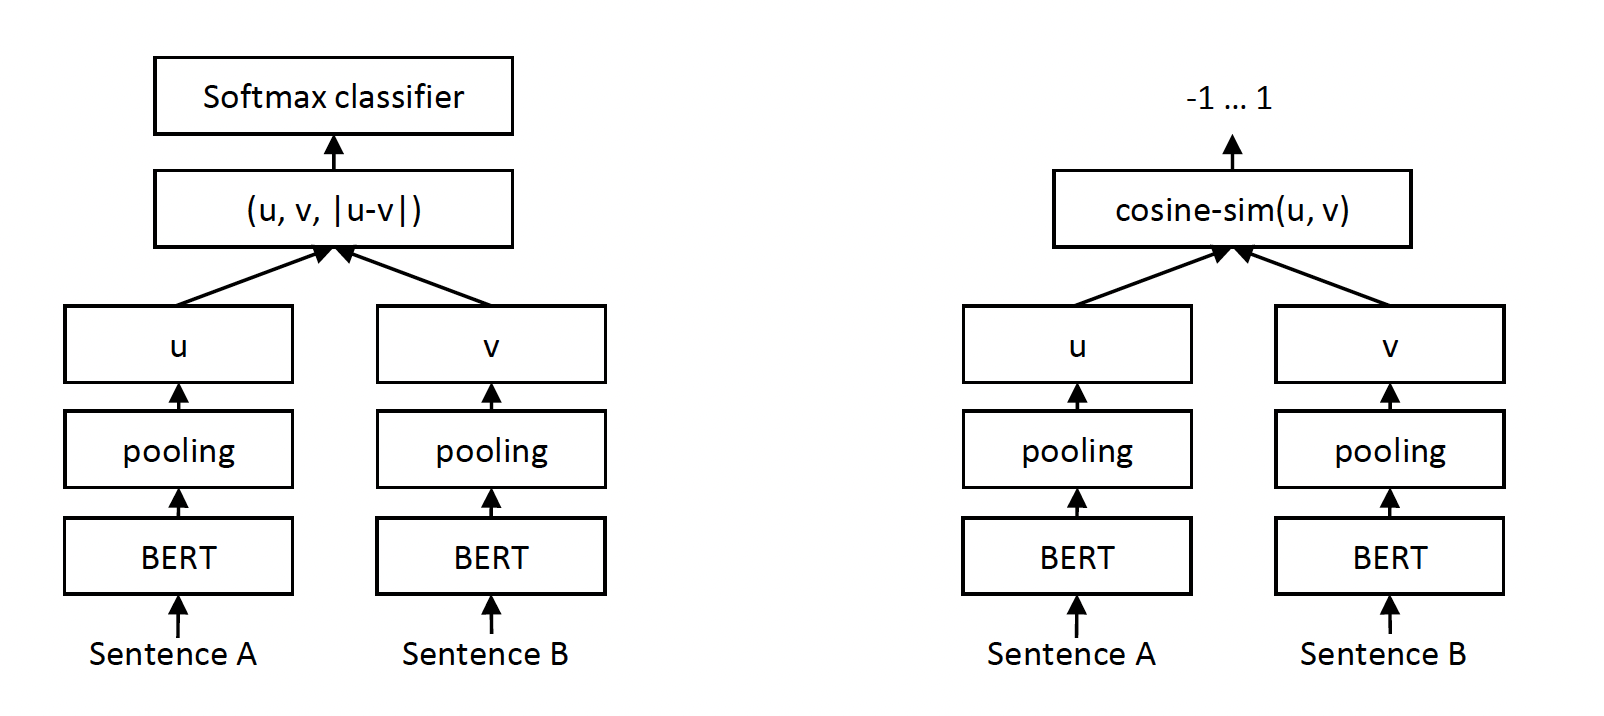 Softmax classifier
(u, v, |u-v|)
u
v
pooling
pooling
BERT
BERT
Sentence A
Sentence B
-1 … 1
cosine-sim(u, v)
u
v
pooling
pooling
BERT
BERT
Sentence A
Sentence B